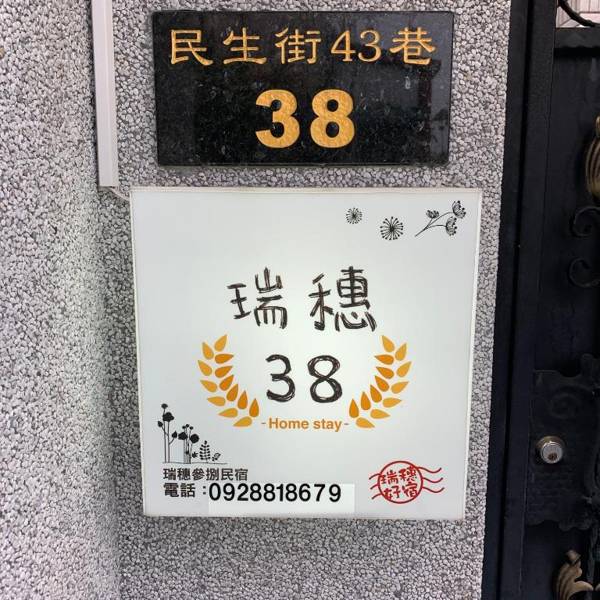 民生街43巷
38
瑞穗
38
- Home stay -
瑞穗參捌民宿
電話：0928818679
瑞穗
好宿